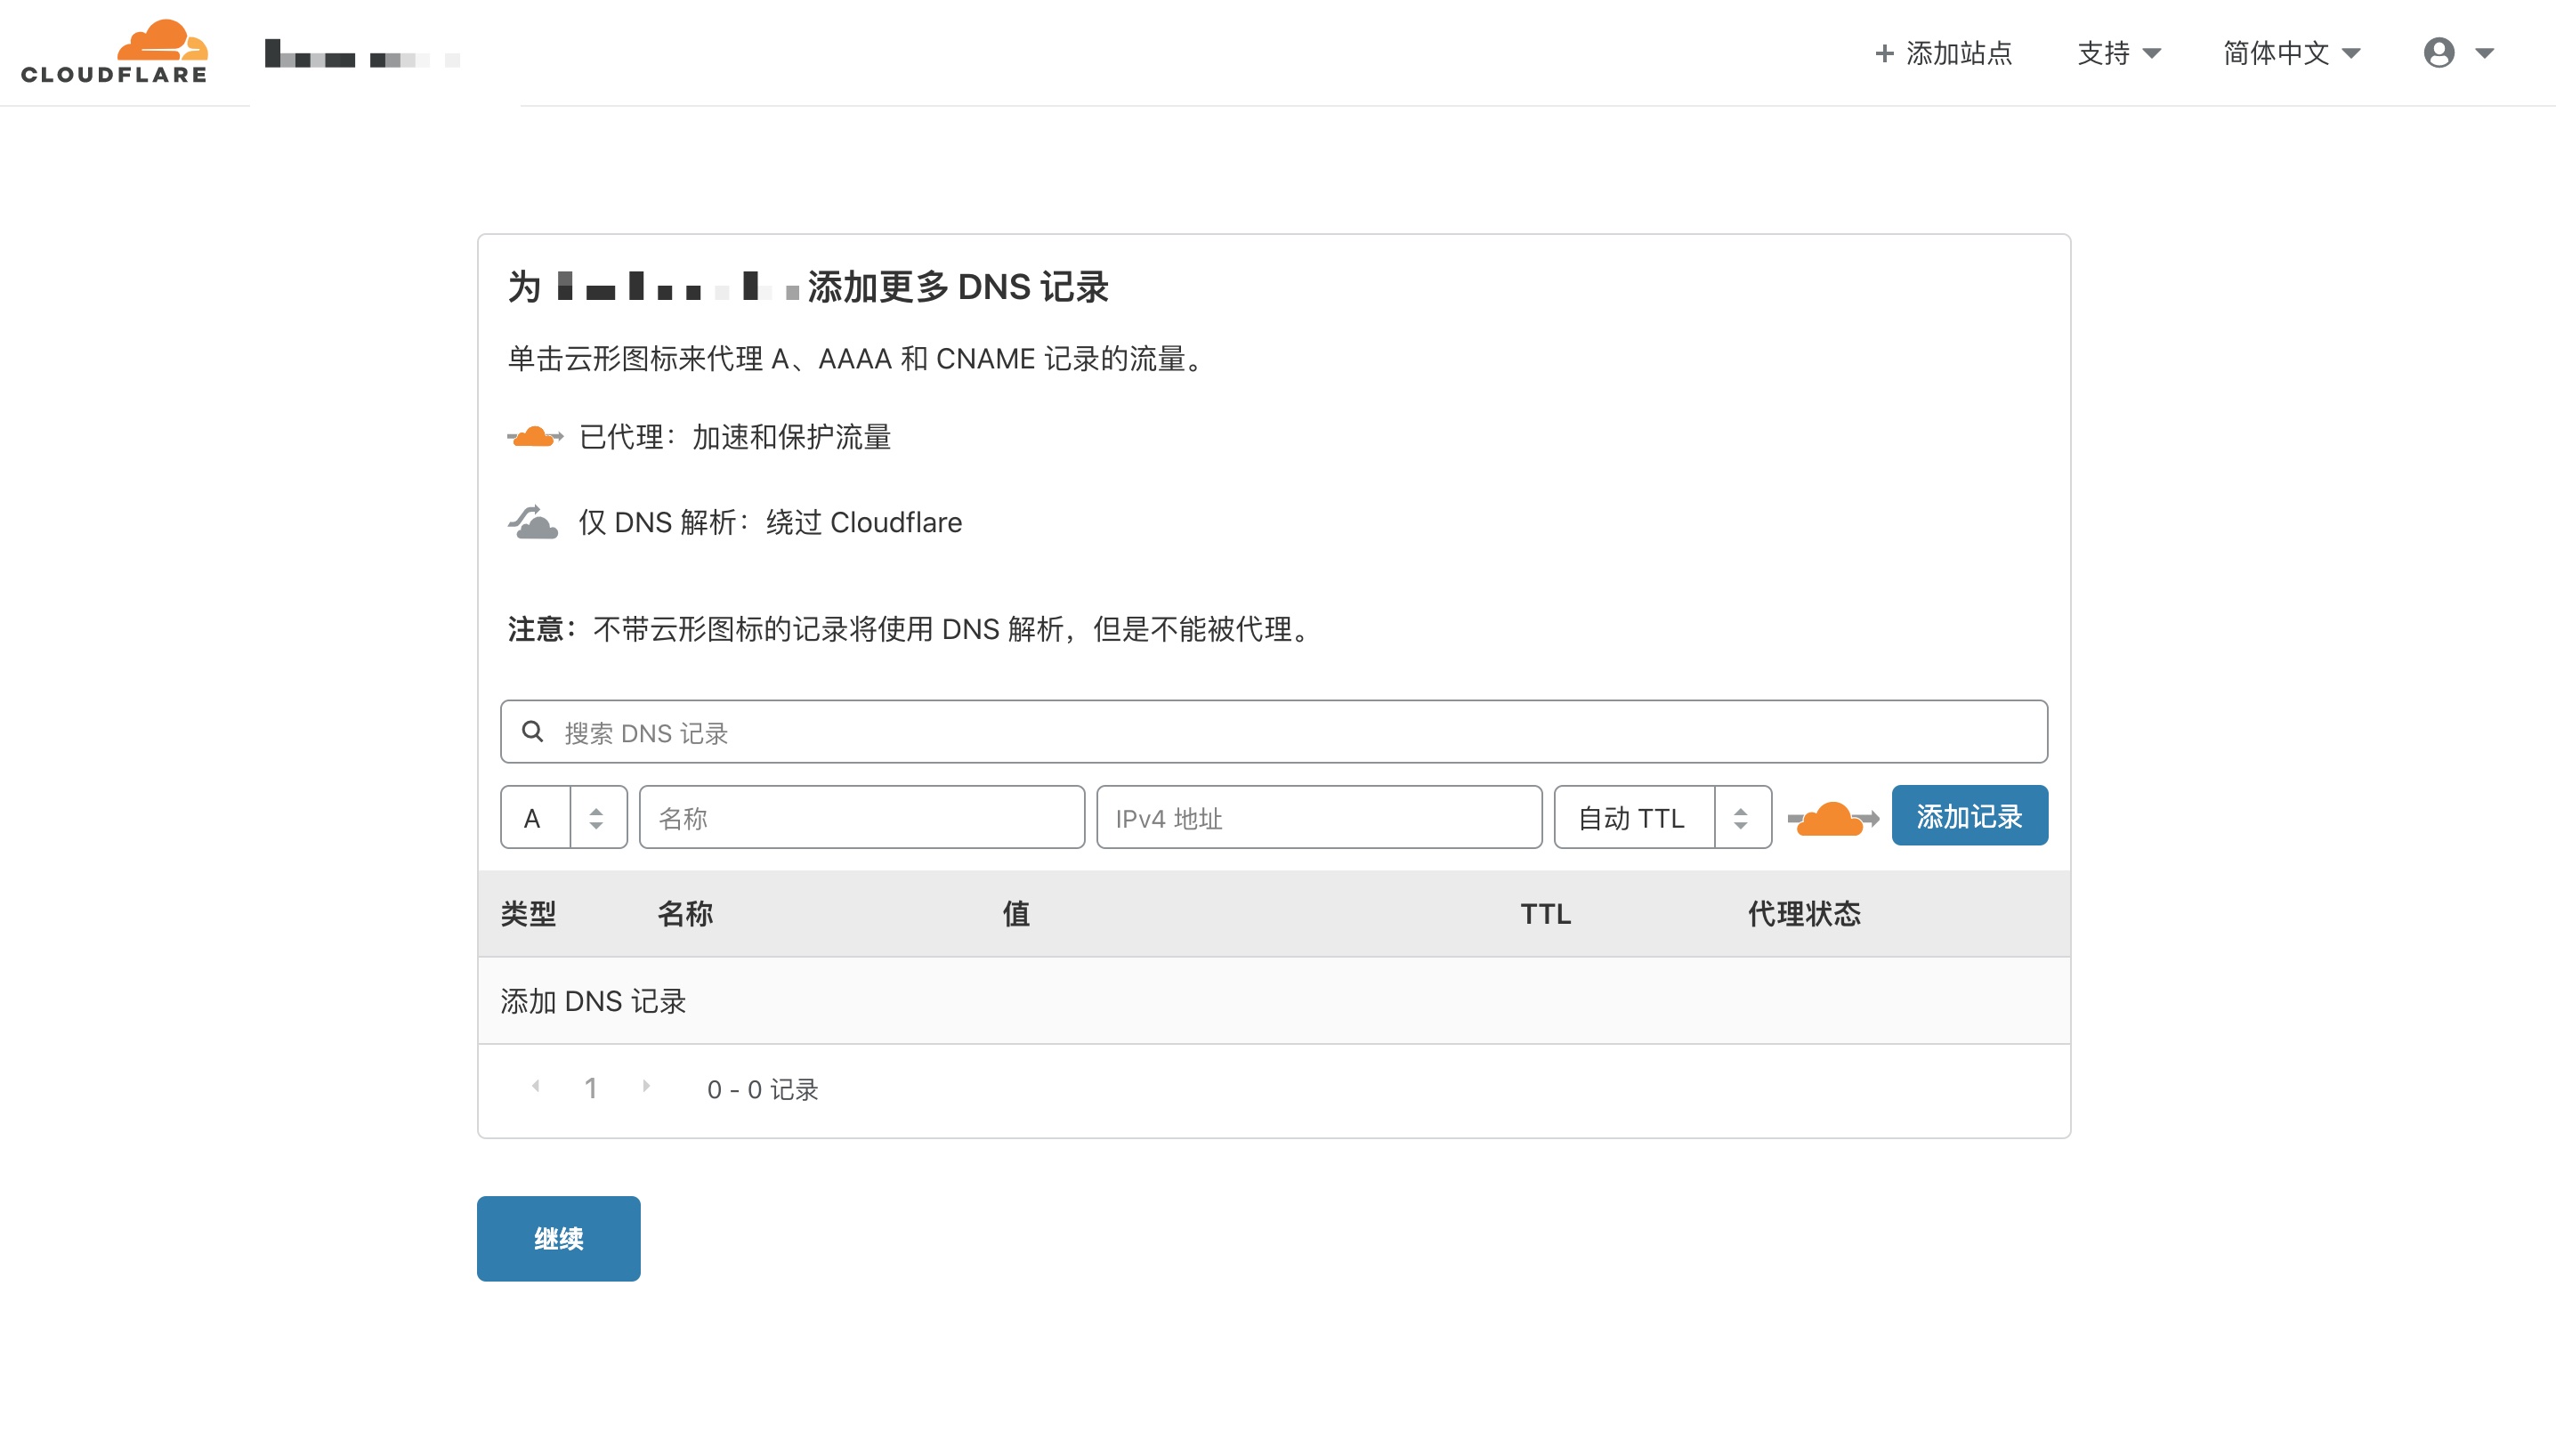 CLOUDFLARE
+ 添加站点 支持 简体中文
为 添加更多 DNS 记录
单击云形图标来代理 A、AAAA 和 CNAME 记录的流量。
已代理：加速和保护流量
仅 DNS 解析：绕过 Cloudflare
注意：不带云形图标的记录将使用 DNS 解析，但是不能被代理。
搜索 DNS 记录
A 名称 IPv4 地址 自动 TTL 添加记录
类型 名称 值 TTL 代理状态
添加 DNS 记录
1 0 - 0 记录
继续